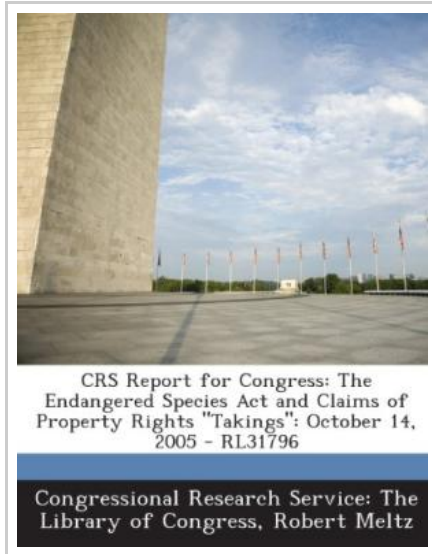 CRS Report for Congress: The
Endangered Species Act and Claims of
Property Rights "Takings": October 14,
2005 - RL31796
Congressional Research Service: The
Library of Congress, Robert Meltz